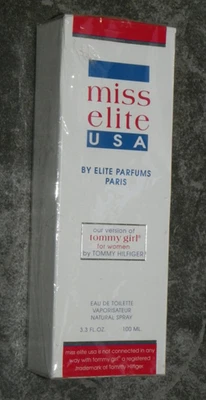 miss
elite
USA
BY ELITE PARFUMS
PARIS
our version of
tommy girl®
for women
by TOMMY HILFIGER®
EAU DE TOILETTE
VAPORISATEUR
NATURAL SPRAY
3.3 FL.OZ. 100 ML
miss elite usa is not connected in any
way with tommy girl a registered
trademark of tommy hilfiger.